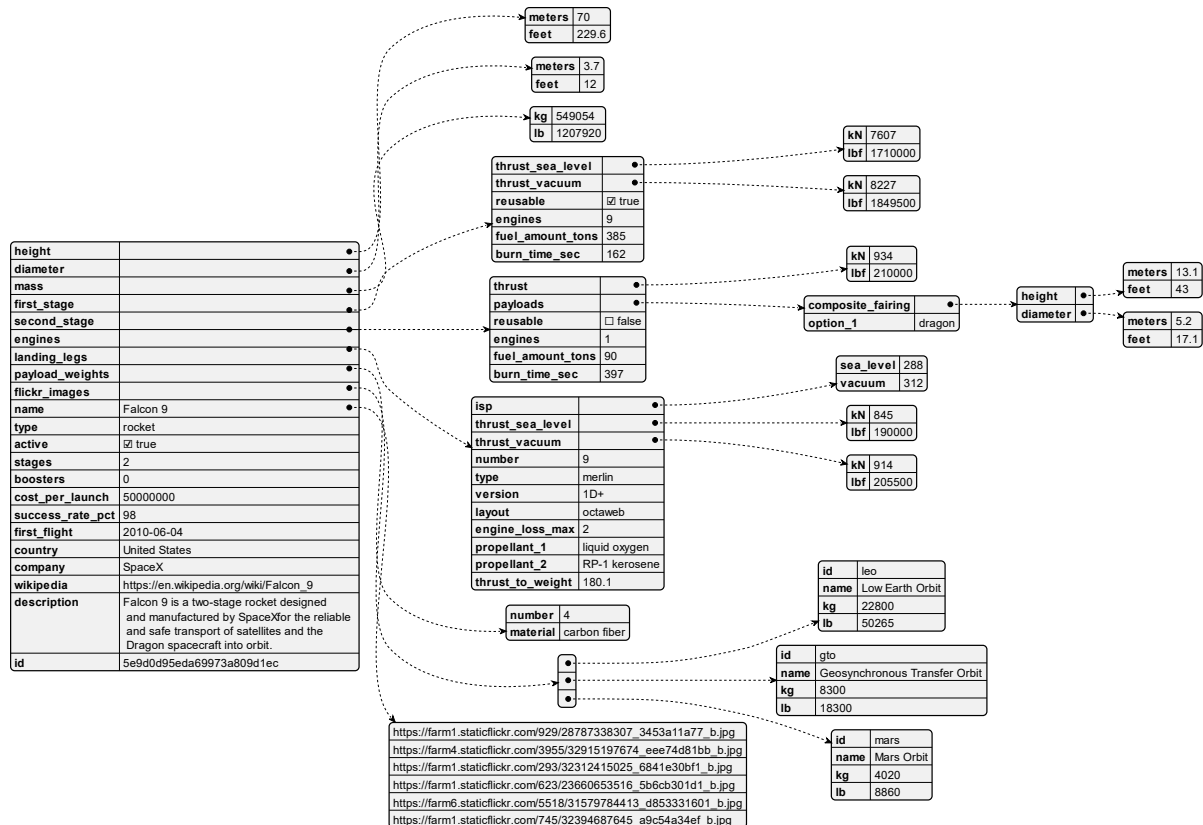 meters 70
feet 229.6
meters 3.7
feet 12
kg 549054
lb 1207920
kN 7607
lbf 1710000
thrust_sea_level
thrust_vacuum
reusable ☑ true
engines 9
fuel_amount_tons 385
burn_time_sec 162
kN 8227
lbf 1849500
height
diameter
mass
first_stage
second_stage
engines
landing_legs
payload_weights
flickr_images
name Falcon 9
type rocket
active ☑ true
stages 2
boosters 0
cost_per_launch 50000000
success_rate_pct 98
first_flight 2010-06-04
country United States
company SpaceX
wikipedia https://en.wikipedia.org/wiki/Falcon_9
description Falcon 9 is a two-stage rocket designed
and manufactured by SpaceXfor the reliable
and safe transport of satellites and the
Dragon spacecraft into orbit.
id 5e9d0d95eda69973a809d1ec
kN 934
lbf 210000
thrust
payloads
reusable ☐ false
engines 1
fuel_amount_tons 90
burn_time_sec 397
composite_fairing
option_1 dragon
height
diameter
meters 13.1
feet 43
meters 5.2
feet 17.1
sea_level 288
vacuum 312
isp
thrust_sea_level
thrust_vacuum
number 9
type merlin
version 1D+
layout octaweb
engine_loss_max 2
propellant_1 liquid oxygen
propellant_2 RP-1 kerosene
thrust_to_weight 180.1
kN 845
lbf 190000
kN 914
lbf 205500
number 4
material carbon fiber
id leo
name Low Earth Orbit
kg 22800
lb 50265
id gto
name Geosynchronous Transfer Orbit
kg 8300
lb 18300
id mars
name Mars Orbit
kg 4020
lb 8860
https://farm1.staticflickr.com/929/28787338307_3453a11a77_b.jpg
https://farm4.staticflickr.com/3955/32915197674_eee74d81bb_b.jpg
https://farm1.staticflickr.com/293/32312415025_6841e30bf1_b.jpg
https://farm1.staticflickr.com/623/23660653516_5b6cb301d1_b.jpg
https://farm6.staticflickr.com/5518/31579784413_d853331601_b.jpg
https://farm1.staticflickr.com/745/32394687645_a9c54a34ef_b.jpg